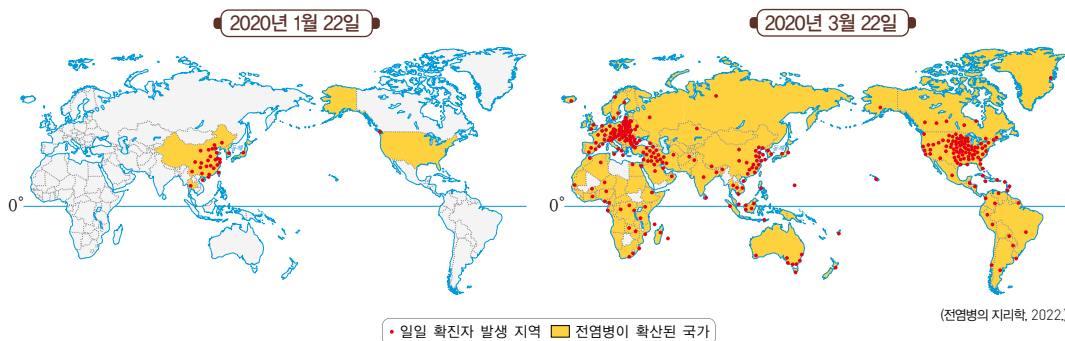 2020년 1월 22일
2020년 3월 22일
0°
0°
(전염병의 지리학, 2022,)
• 일일 확진자 발생 지역 전염병이 확산된 국가